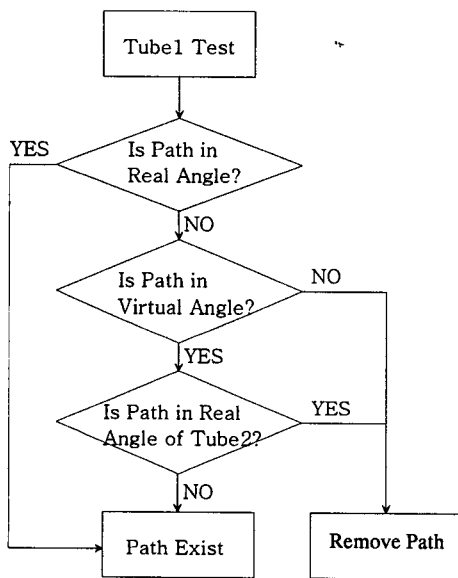 Tube1 Test
YES
Is Path in
Real Angle?
NO
Is Path in
Virtual Angle?
NO
YES
Is Path in Real
Angle of Tube2?
YES
NO
Path Exist
Remove Path